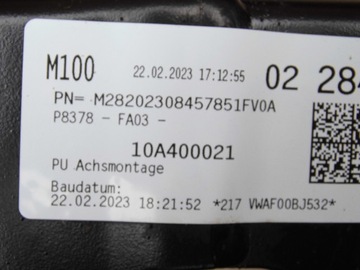 M100 22.02.2023 17:12:55 02 284
PN= M28202308457851FV0A
P8378 - FA03 -
10A400021
PU Achsmontage
Baudatum:
22.02.2023 18:21:52 *217 VWAF00BJ532*